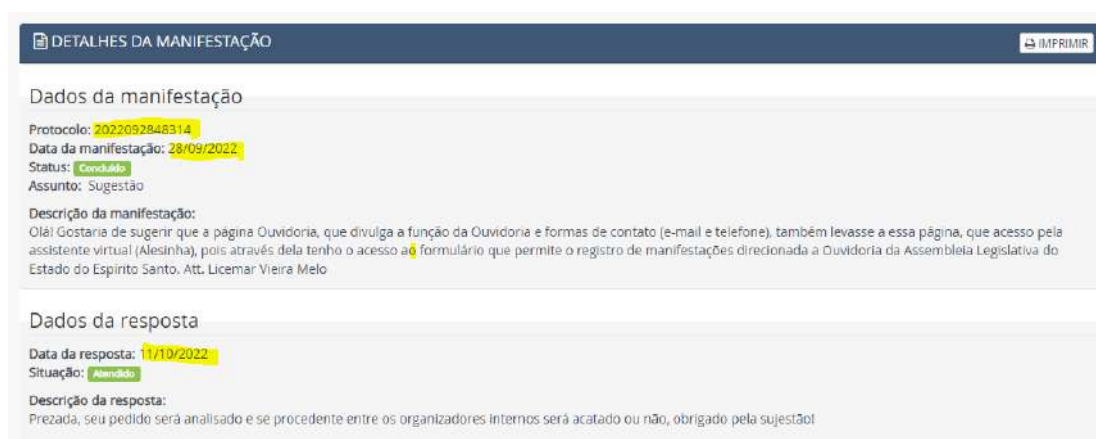 DETALHES DA MANIFESTAÇÃO
IMPRIMIR
Dados da manifestação
Protocolo: 2022092848314
Data da manifestação: 28/09/2022
Status: Concluído
Assunto: Sugestão
Descrição da manifestação:
Olá! Gostaria de sugerir que a página Ouvidoria, que divulga a função da Ouvidoria e formas de contato (e-mail e telefone), também levasse a essa página, que acesso pela
assistente virtual (Alesinha), pois através dela tenho o acesso ao formulário que permite o registro de manifestações direcionada a Ouvidoria da Assembleia Legislativa do
Estado do Espírito Santo. Att. Licemar Vieira Melo
Dados da resposta
Data da resposta: 11/10/2022
Situação: Atendido
Descrição da resposta:
Prezada, seu pedido será analisado e se procedente entre os organizadores internos será acatado ou não, obrigado pela sujestão!